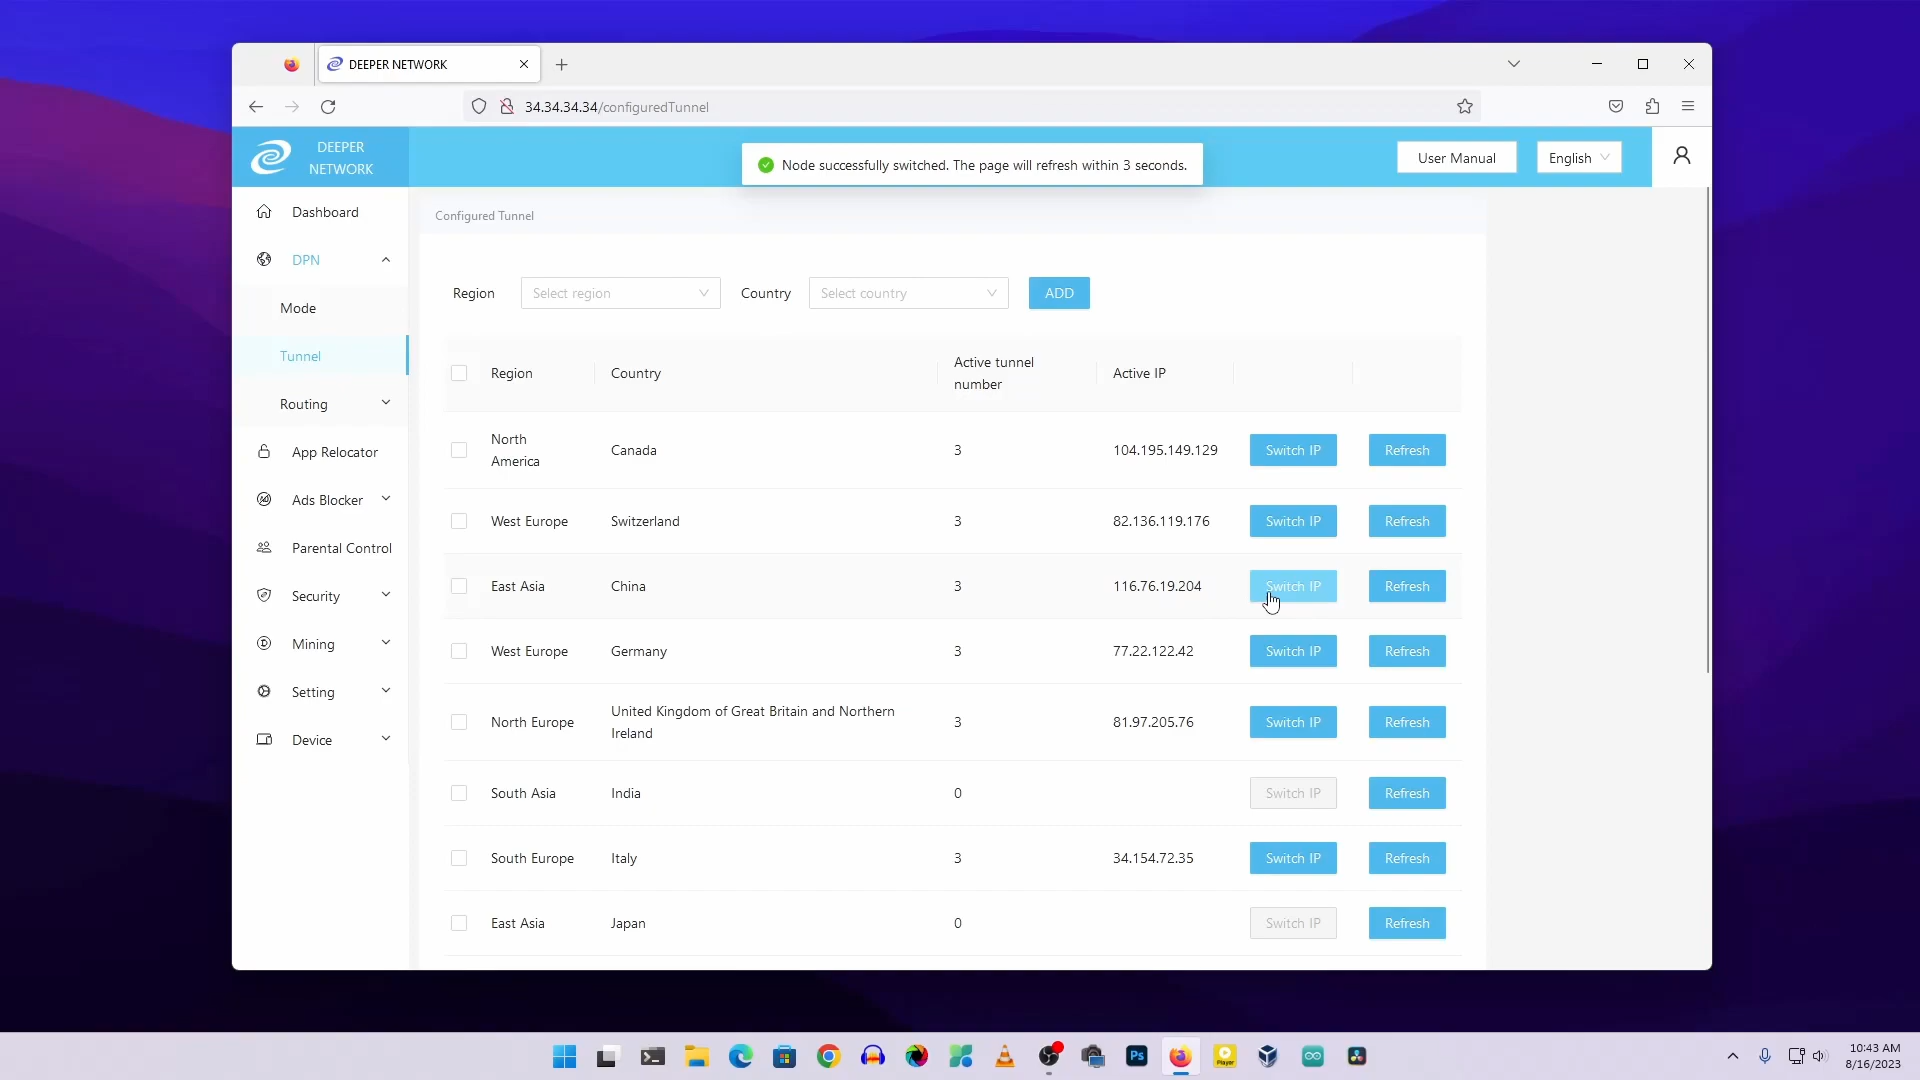 DEEPER NETWORK
34.34.34.34/configuredTunnel
DEEPER
NETWORK
Node successfully switched. The page will refresh within 3 seconds.
User Manual
English
Dashboard
DPN
Mode
Tunnel
Routing
App Relocator
Ads Blocker
Parental Control
Security
Mining
Setting
Device
Configured Tunnel
Region Select region Country Select country ADD
Region Country Active tunnel number Active IP
North America Canada 3 104.195.149.129 Switch IP Refresh
West Europe Switzerland 3 82.136.119.176 Switch IP Refresh
East Asia China 3 116.76.19.204 Switch IP Refresh
West Europe Germany 3 77.22.122.42 Switch IP Refresh
North Europe United Kingdom of Great Britain and Northern Ireland 3 81.97.205.76 Switch IP Refresh
South Asia India 0 Switch IP Refresh
South Europe Italy 3 34.154.72.35 Switch IP Refresh
East Asia Japan 0 Switch IP Refresh
Ps
Player
10:43 AM
8/16/2023